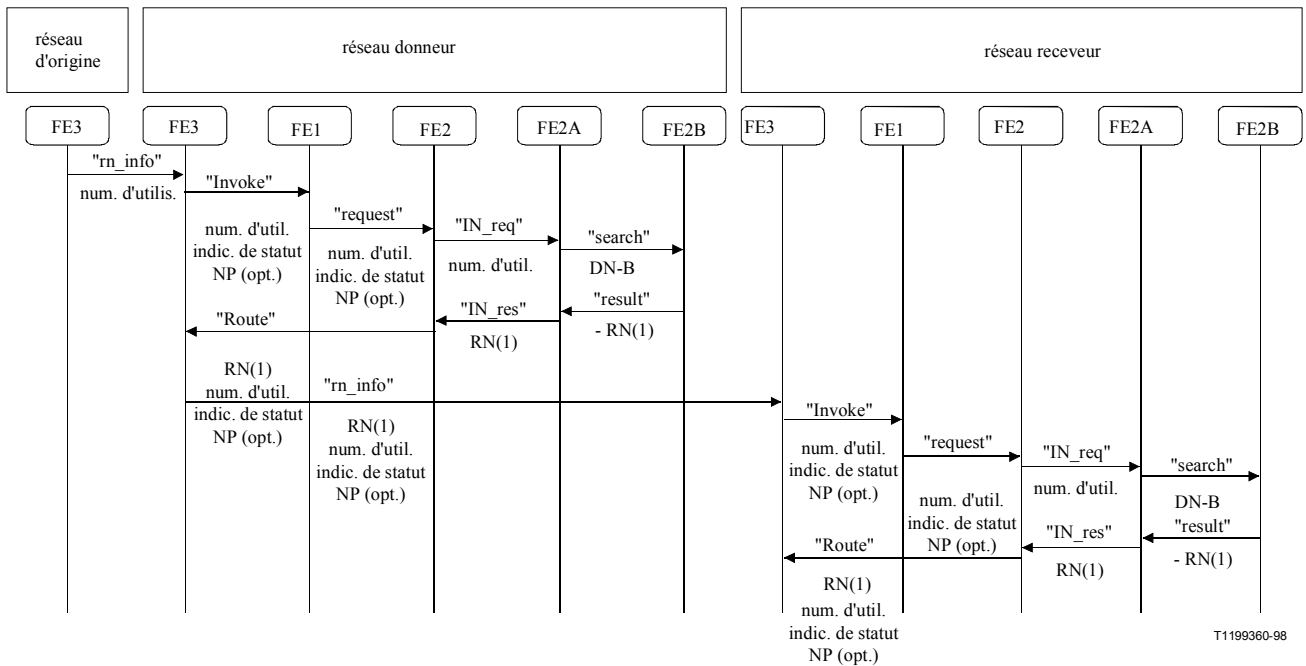 réseau
d'origine
réseau donneur
réseau receveur
FE3
FE3
FE1
FE2
FE2A
FE2B
FE3
FE1
FE2
FE2A
FE2B
"rn_info"
num. d'utilis.
"Invoke"
num. d'util.
indic. de statut
NP (opt.)
"request"
num. d'util.
indic. de statut
NP (opt.)
"IN_req"
num. d'util.
"search"
DN-B
"result"
- RN(1)
"IN_res"
RN(1)
"Route"
RN(1)
num. d'util.
indic. de statut
NP (opt.)
"rn_info"
RN(1)
num. d'util.
indic. de statut
NP (opt.)
"Invoke"
num. d'util.
indic. de statut
NP (opt.)
"request"
num. d'util.
indic. de statut
NP (opt.)
"IN_req"
num. d'util.
"search"
DN-B
"result"
- RN(1)
"IN_res"
RN(1)
"Route"
RN(1)
num. d'util.
indic. de statut
NP (opt.)
T1199360-98